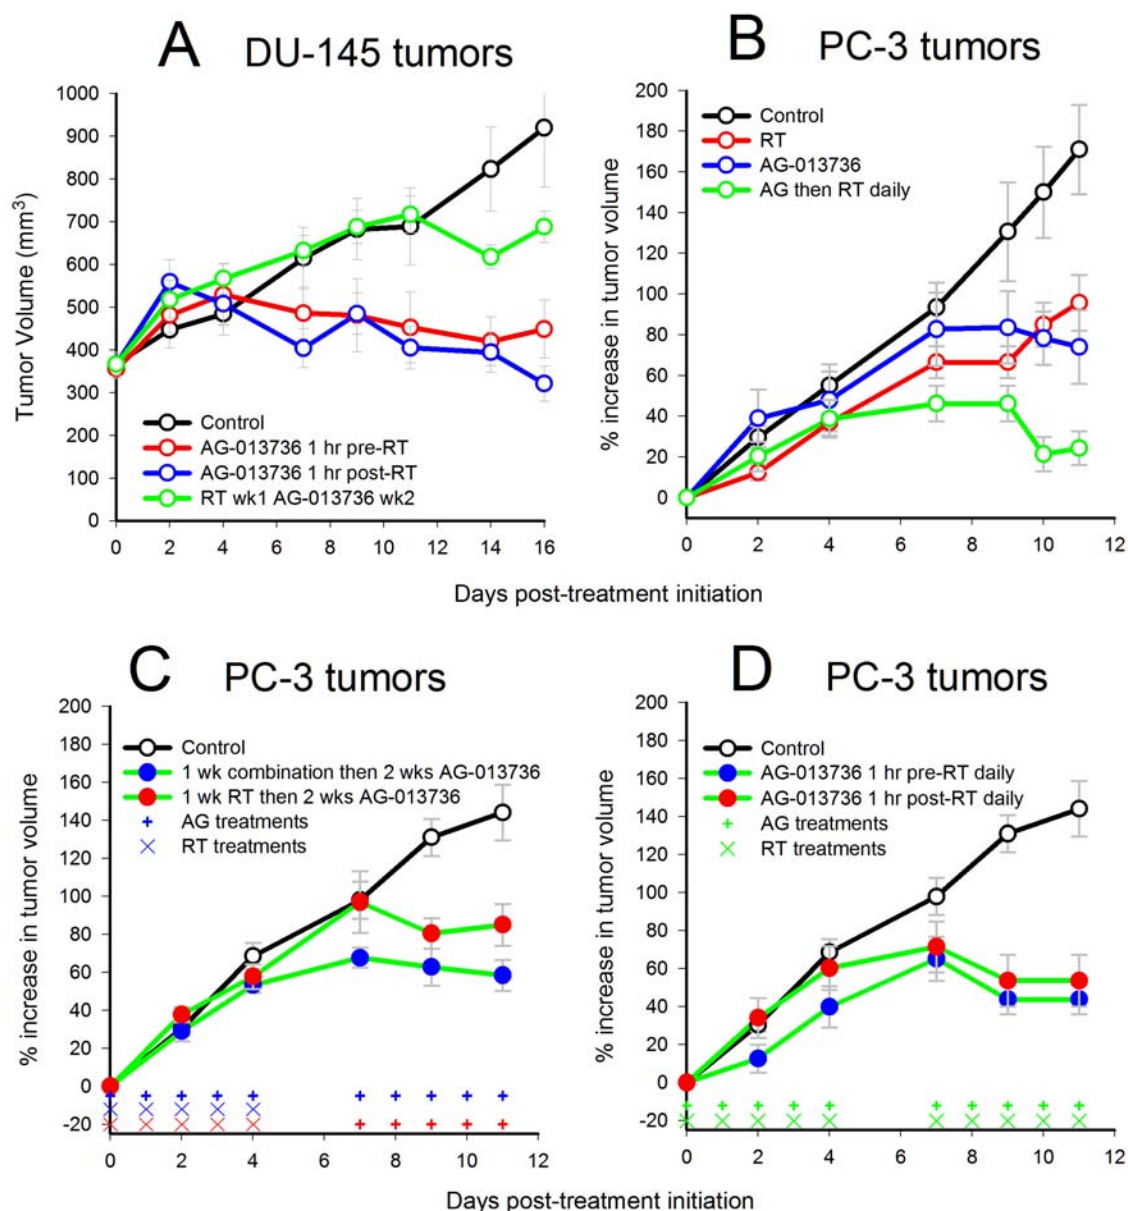 A DU-145 tumors
1000
900
800
700
600
500
400
300
200
100
0
Tumor Volume (mm³)
Control
AG-013736 1 hr pre-RT
AG-013736 1 hr post-RT
RT wk1 AG-013736 wk2
0 2 4 6 8 10 12 14 16
B PC-3 tumors
200
180
160
140
120
100
80
60
40
20
0
% increase in tumor volume
Control
RT
AG-013736
AG then RT daily
0 2 4 6 8 10 12
Days post-treatment initiation
C PC-3 tumors
200
180
160
140
120
100
80
60
40
20
0
-20
% increase in tumor volume
Control
1 wk combination then 2 wks AG-013736
1 wk RT then 2 wks AG-013736
AG treatments
RT treatments
0 2 4 6 8 10 12
D PC-3 tumors
200
180
160
140
120
100
80
60
40
20
0
-20
% increase in tumor volume
Control
AG-013736 1 hr pre-RT daily
AG-013736 1 hr post-RT daily
AG treatments
RT treatments
0 2 4 6 8 10 12
Days post-treatment initiation